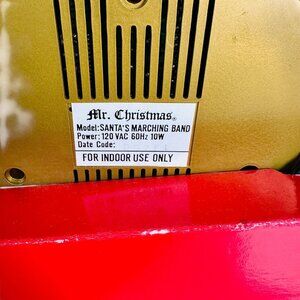 Mr. Christmas®
Model:SANTA'S MARCHING BAND
Power: 120 VAC 60Hz 10W
Date Code:
FOR INDOOR USE ONLY